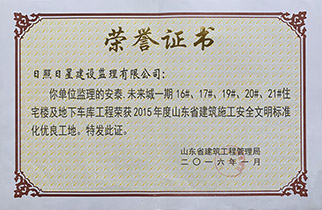 荣誉证书
日照日星建设监理有限公司：
你单位监理的安泰.未来城一期16#、17#、19#、20#、21#住
宅楼及地下车库工程荣获2015年度山东省建筑施工安全文明标准
化优良工地。特发此证。
山东省建筑工程管理局
二〇一六年一月